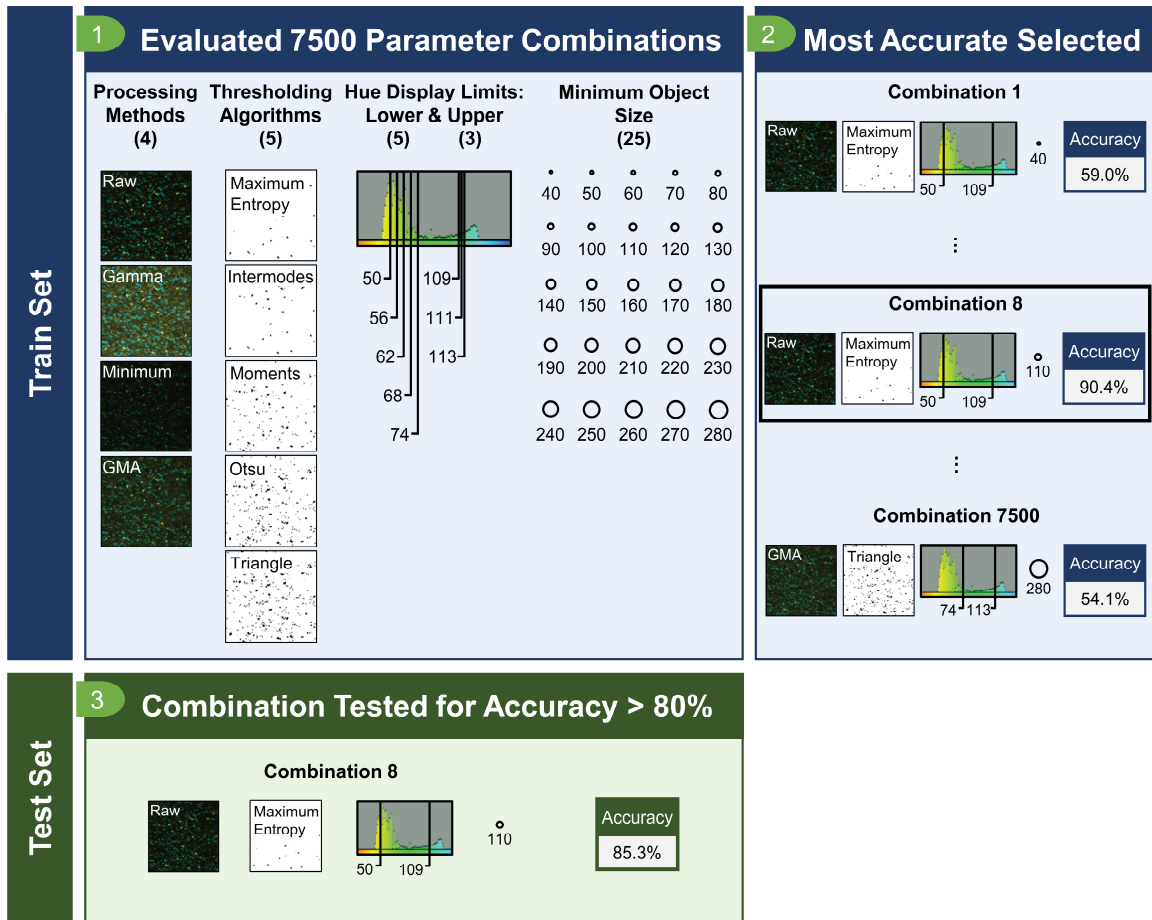 Train Set
1
Evaluated 7500 Parameter Combinations
Processing
Methods
(4)
Thresholding
Algorithms
(5)
Hue Display Limits:
Lower & Upper
(5) (3)
Minimum Object
Size
(25)
Raw
Gamma
Minimum
GMA
Maximum
Entropy
Intermodes
Moments
Otsu
Triangle
50
56
62
68
74
109
111
113
40 50 60 70 80
90 100 110 120 130
140 150 160 170 180
190 200 210 220 230
240 250 260 270 280
2
Most Accurate Selected
Combination 1
Raw
Maximum
Entropy
50 109
40
Accuracy
59.0%
...
Combination 8
Raw
Maximum
Entropy
50 109
110
Accuracy
90.4%
...
Combination 7500
GMA
Triangle
74 113
280
Accuracy
54.1%
Test Set
3
Combination Tested for Accuracy > 80%
Combination 8
Raw
Maximum
Entropy
50 109
110
Accuracy
85.3%